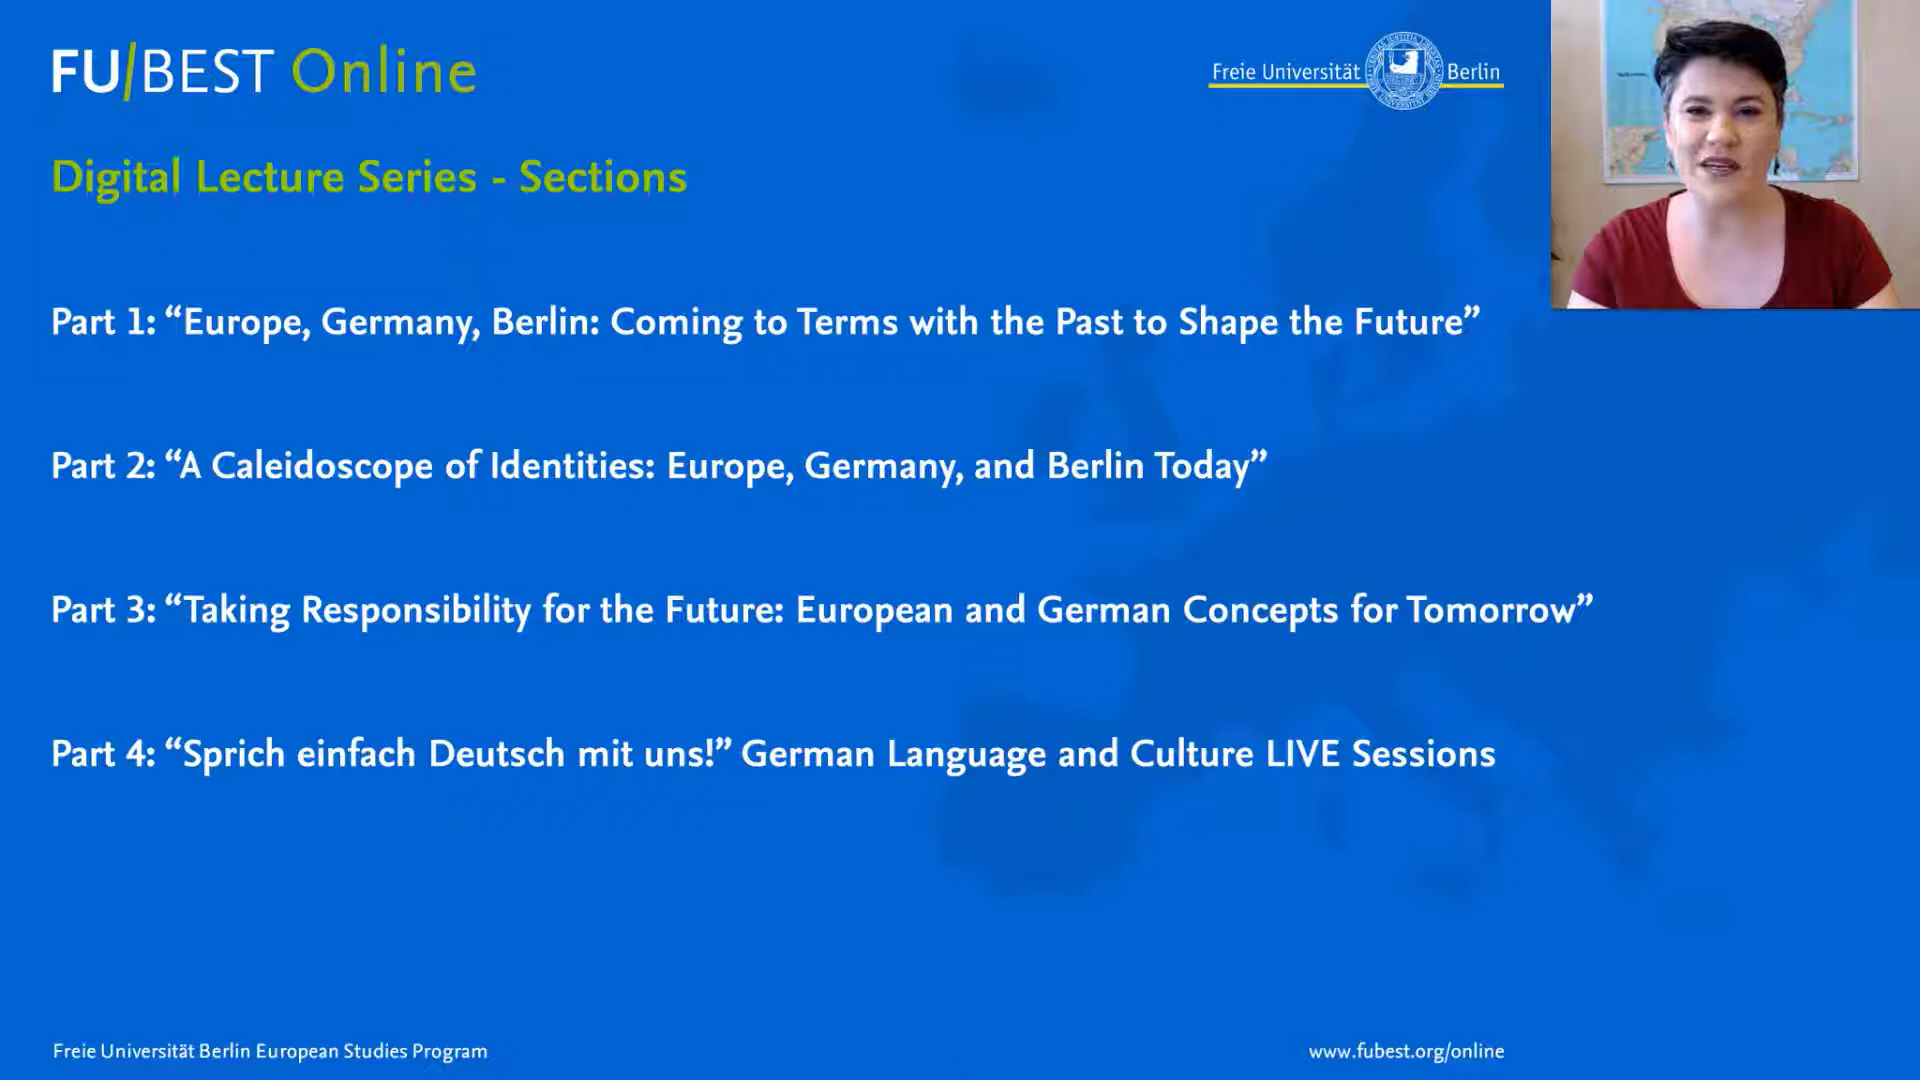 FU/BEST Online
Freie Universität Berlin
Digital Lecture Series - Sections
Part 1: “Europe, Germany, Berlin: Coming to Terms with the Past to Shape the Future”
Part 2: “A Caleidoscope of Identities: Europe, Germany, and Berlin Today”
Part 3: “Taking Responsibility for the Future: European and German Concepts for Tomorrow”
Part 4: “Sprich einfach Deutsch mit uns!” German Language and Culture LIVE Sessions
Freie Universität Berlin European Studies Program
www.fubest.org/online